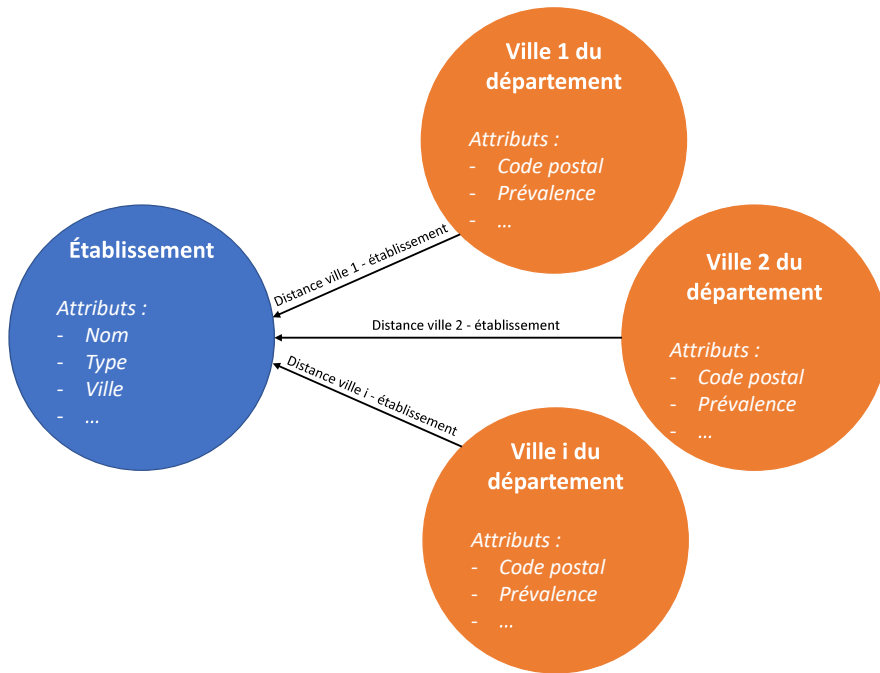 Ville 1 du
département
Attributs :
- Code postal
- Prévalence
- ...
Établissement
Attributs :
- Nom
- Type
- Ville
- ...
Distance ville 1 - établissement
Distance ville 2 - établissement
Distance ville i - établissement
Ville 2 du
département
Attributs :
- Code postal
- Prévalence
- ...
Ville i du
département
Attributs :
- Code postal
- Prévalence
- ...